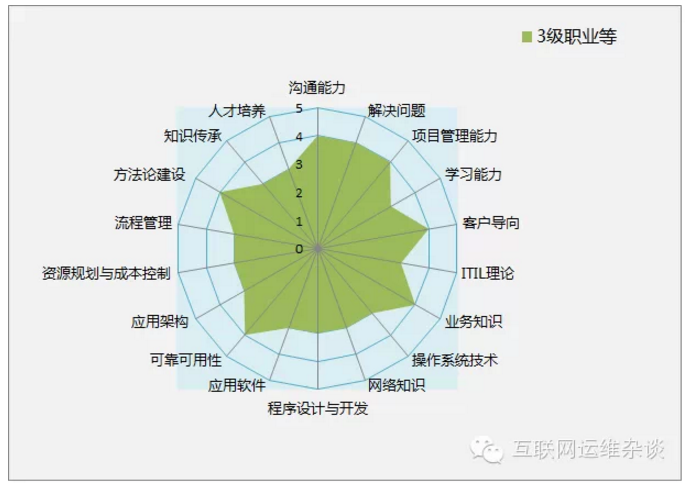 3级职业等
沟通能力
人才培养
5
解决问题
知识传承
4
项目管理能力
方法论建设
3
学习能力
流程管理
2
客户导向
1
0
资源规划与成本控制
ITIL理论
应用架构
业务知识
可靠可用性
操作系统技术
应用软件
网络知识
程序设计与开发
互联网运维杂谈